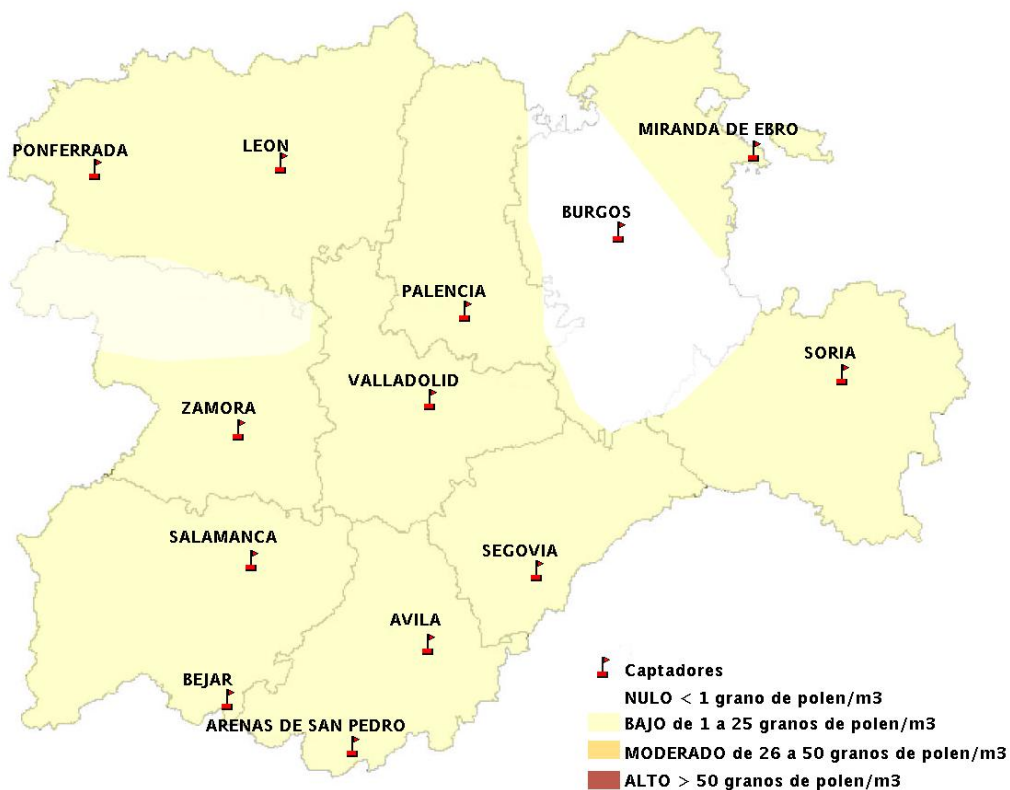 MIRANDA DE EBRO
PONFERRADA
LEON
BURGOS
PALENCIA
SORIA
VALLADOLID
ZAMORA
SALAMANCA
SEGOVIA
AVILA
BEJAR
ARENAS DE SAN PEDRO
Captadores
NULO < 1 grano de polen/m3
BAJO de 1 a 25 granos de polen/m3
MODERADO de 26 a 50 granos de polen/m3
ALTO > 50 granos de polen/m3